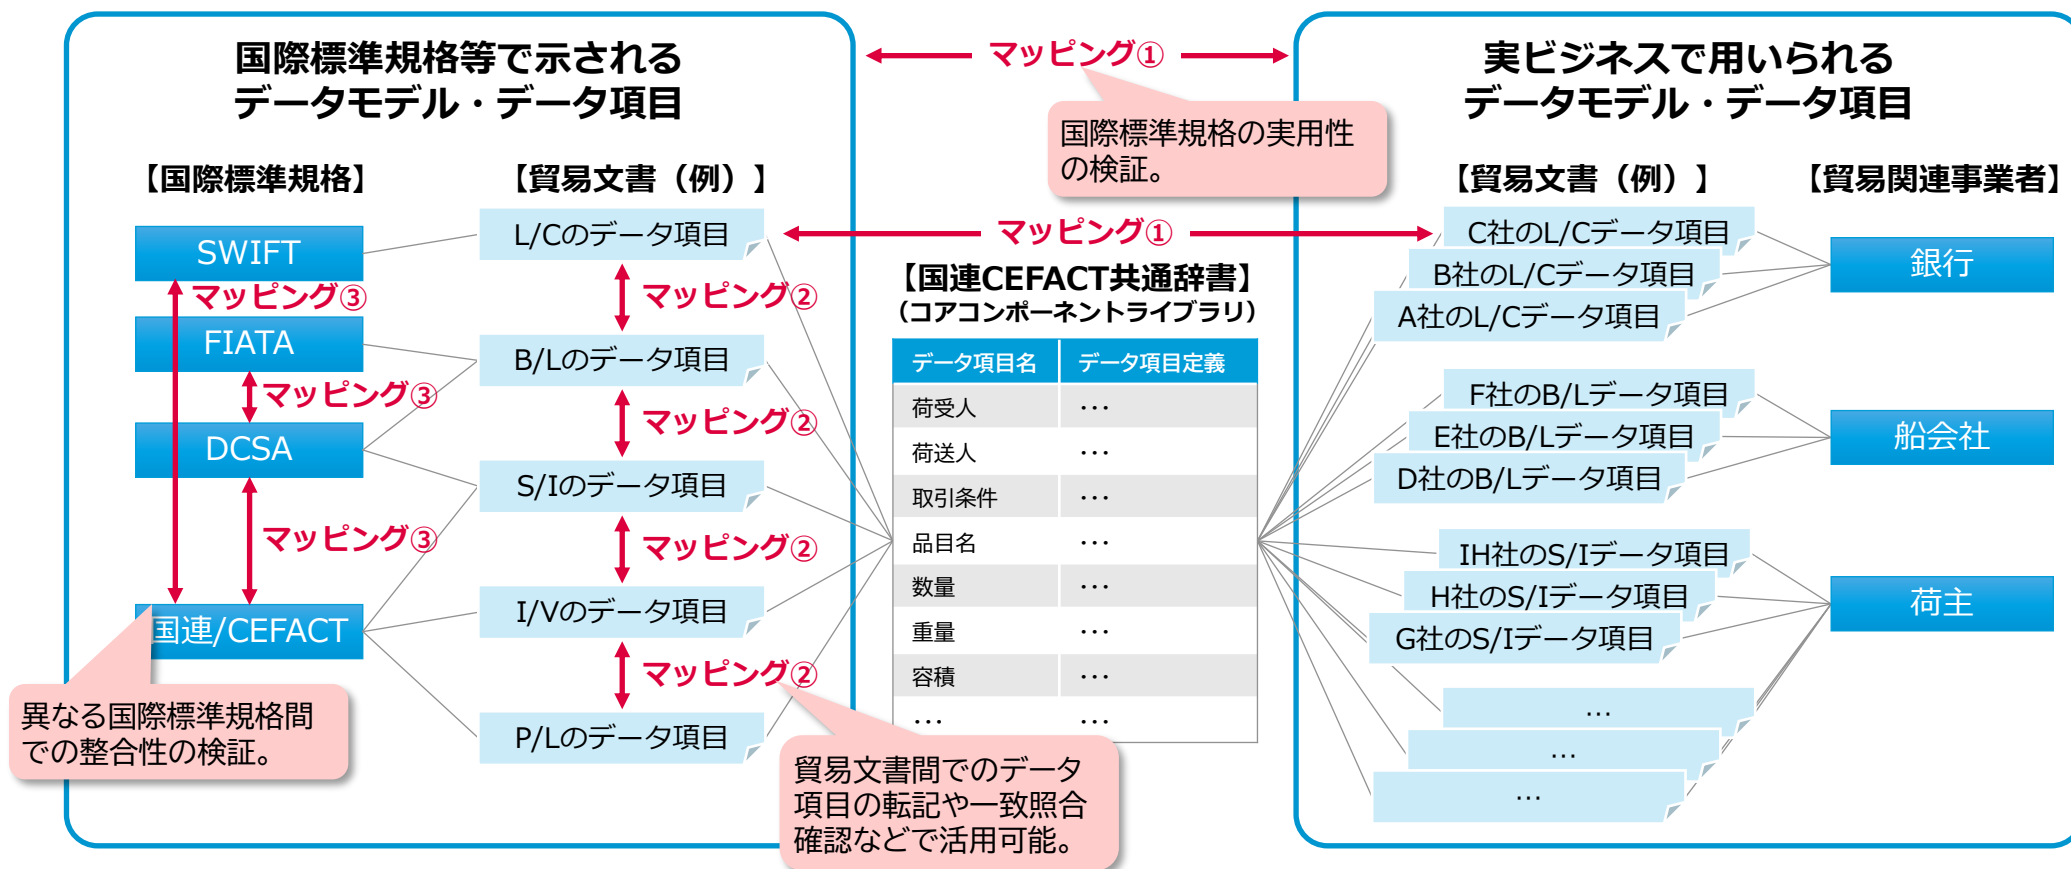 国際標準規格等で示される
データモデル・データ項目
【国際標準規格】
【貿易文書（例）】
SWIFT
マッピング③
FIATA
マッピング③
DCSA
マッピング③
国連/CEFACT
異なる国際標準規格間
での整合性の検証。
L/Cのデータ項目
マッピング②
B/Lのデータ項目
マッピング②
S/Iのデータ項目
マッピング②
I/Vのデータ項目
マッピング②
P/Lのデータ項目
貿易文書間でのデータ
項目の転記や一致照合
確認などで活用可能。
マッピング①
国際標準規格の実用性
の検証。
マッピング①
【国連CEFACT共通辞書】
（コアコンポーネントライブラリ）
データ項目名 データ項目定義
荷受人 …
荷送人 …
取引条件 …
品目名 …
数量 …
重量 …
容積 …
… …
実ビジネスで用いられる
データモデル・データ項目
【貿易文書（例）】
【貿易関連事業者】
C社のL/Cデータ項目
B社のL/Cデータ項目
A社のL/Cデータ項目
銀行
F社のB/Lデータ項目
E社のB/Lデータ項目
D社のB/Lデータ項目
船会社
IH社のS/Iデータ項目
H社のS/Iデータ項目
G社のS/Iデータ項目
荷主
…
…
…